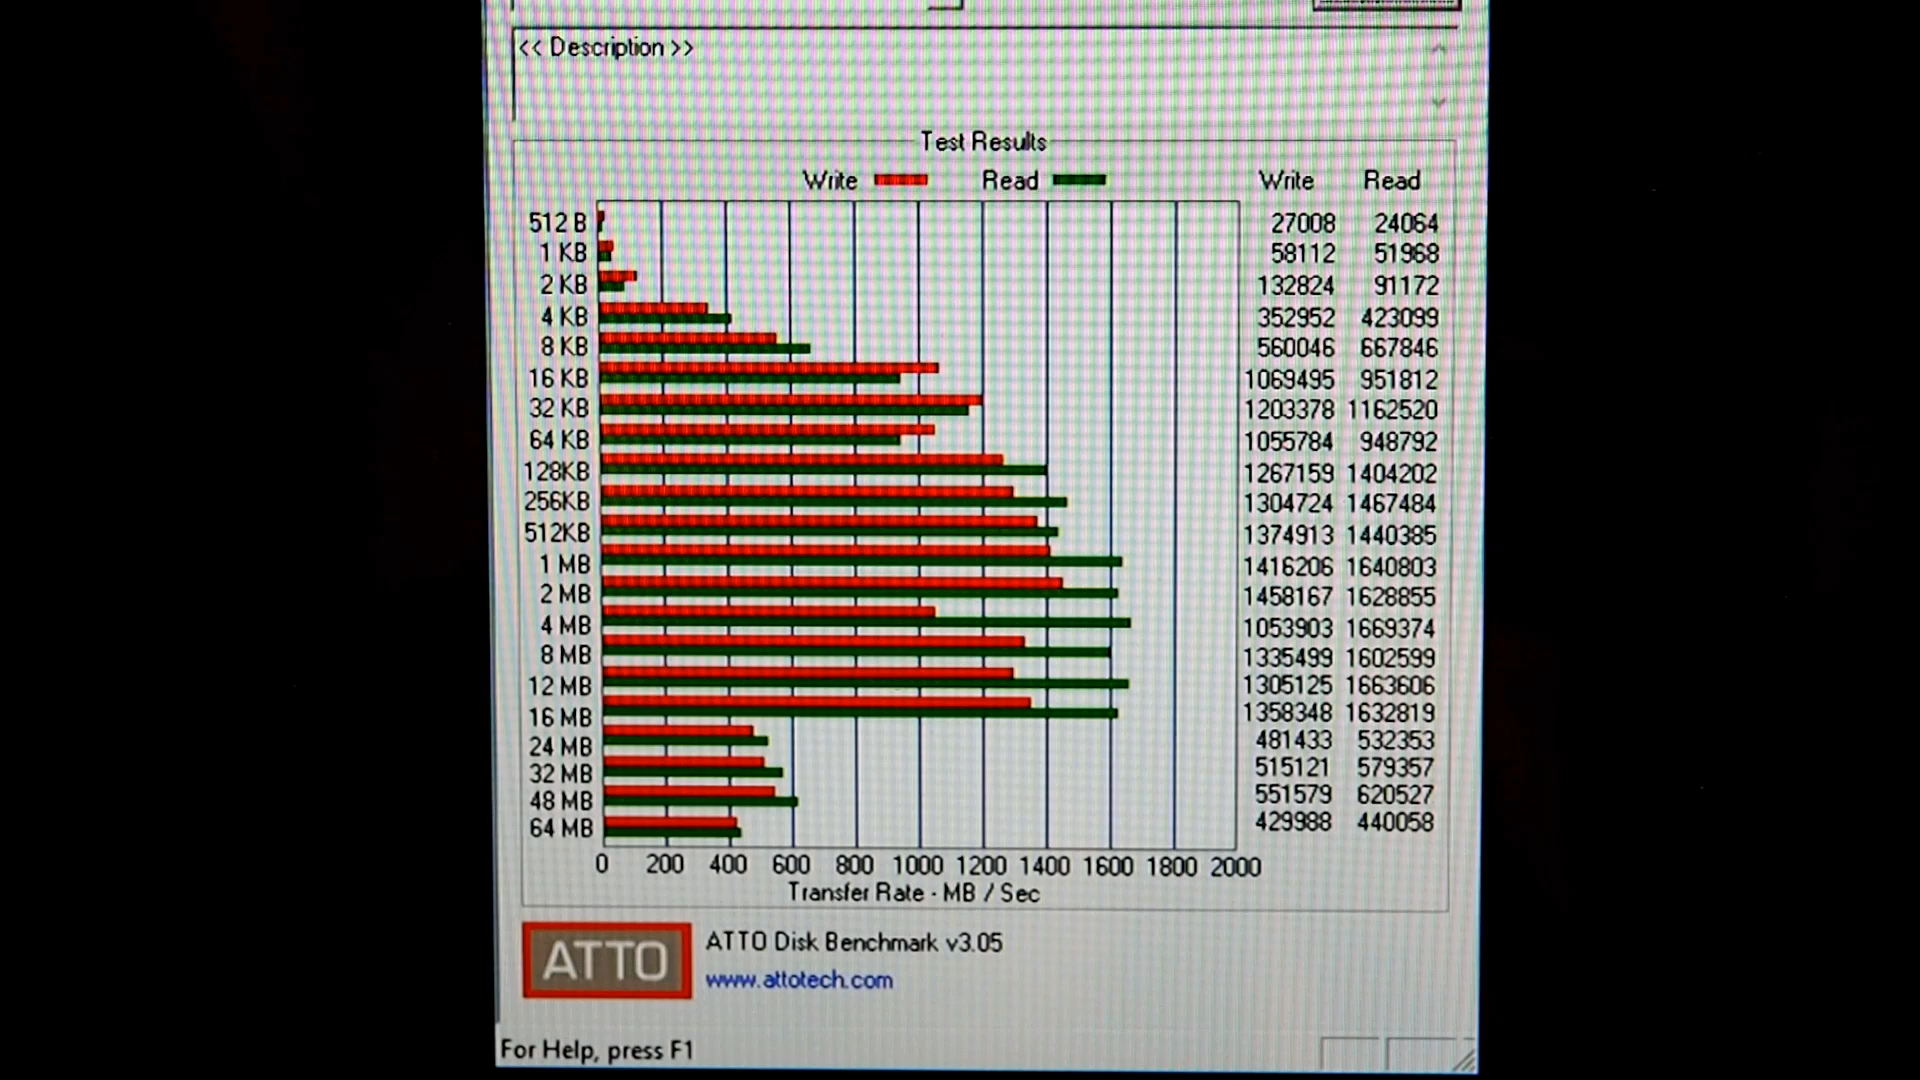 << Description >>
Test Results
Write Read Write Read
512 B 27008 24064
1 KB 58112 51968
2 KB 132824 91172
4 KB 352952 423099
8 KB 560046 667846
16 KB 1069495 951812
32 KB 1203378 1162520
64 KB 1055784 948792
128KB 1267159 1404202
256KB 1304724 1467484
512KB 1374913 1440385
1 MB 1416206 1640803
2 MB 1458167 1628855
4 MB 1053903 1669374
8 MB 1335499 1602599
12 MB 1305125 1663606
16 MB 1358348 1632819
24 MB 481433 532353
32 MB 515121 579357
48 MB 551579 620527
64 MB 429988 440058
0 200 400 600 800 1000 1200 1400 1600 1800 2000
Transfer Rate - MB / Sec
ATTO
ATTO Disk Benchmark v3.05
www.attotech.com
For Help, press F1